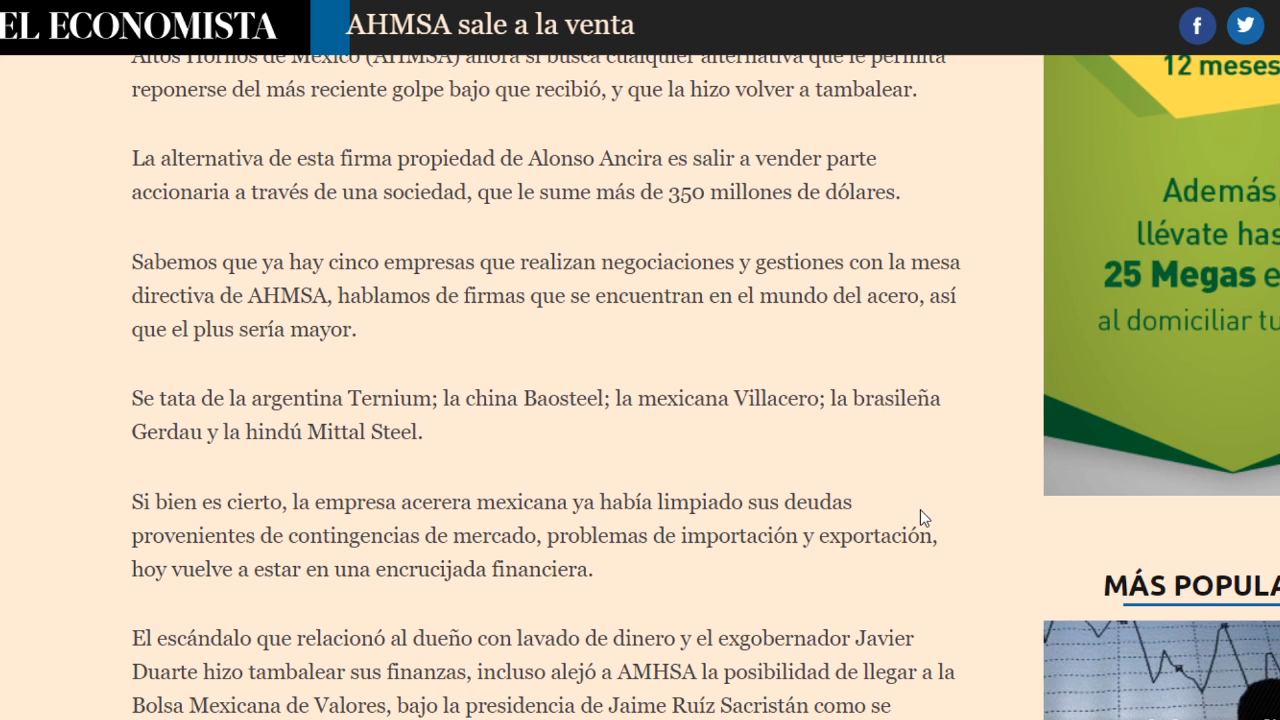 EL ECONOMISTA
AHMSA sale a la venta
Altos Hornos de México (AHMSA) ahora sí busca cualquier alternativa que le permita
reponerse del más reciente golpe bajo que recibió, y que la hizo volver a tambalear.
La alternativa de esta firma propiedad de Alonso Ancira es salir a vender parte
accionaria a través de una sociedad, que le sume más de 350 millones de dólares.
Sabemos que ya hay cinco empresas que realizan negociaciones y gestiones con la mesa
directiva de AHMSA, hablamos de firmas que se encuentran en el mundo del acero, así
que el plus sería mayor.
Se tata de la argentina Ternium; la china Baosteel; la mexicana Villacero; la brasileña
Gerdau y la hindú Mittal Steel.
Si bien es cierto, la empresa acerera mexicana ya había limpiado sus deudas
provenientes de contingencias de mercado, problemas de importación y exportación,
hoy vuelve a estar en una encrucijada financiera.
El escándalo que relacionó al dueño con lavado de dinero y el exgobernador Javier
Duarte hizo tambalear sus finanzas, incluso alejó a AMHSA la posibilidad de llegar a la
Bolsa Mexicana de Valores, bajo la presidencia de Jaime Ruíz Sacristán como se
12 meses
Además,
llévate has
25 Megas e
al domiciliar tu
MÁS POPULA